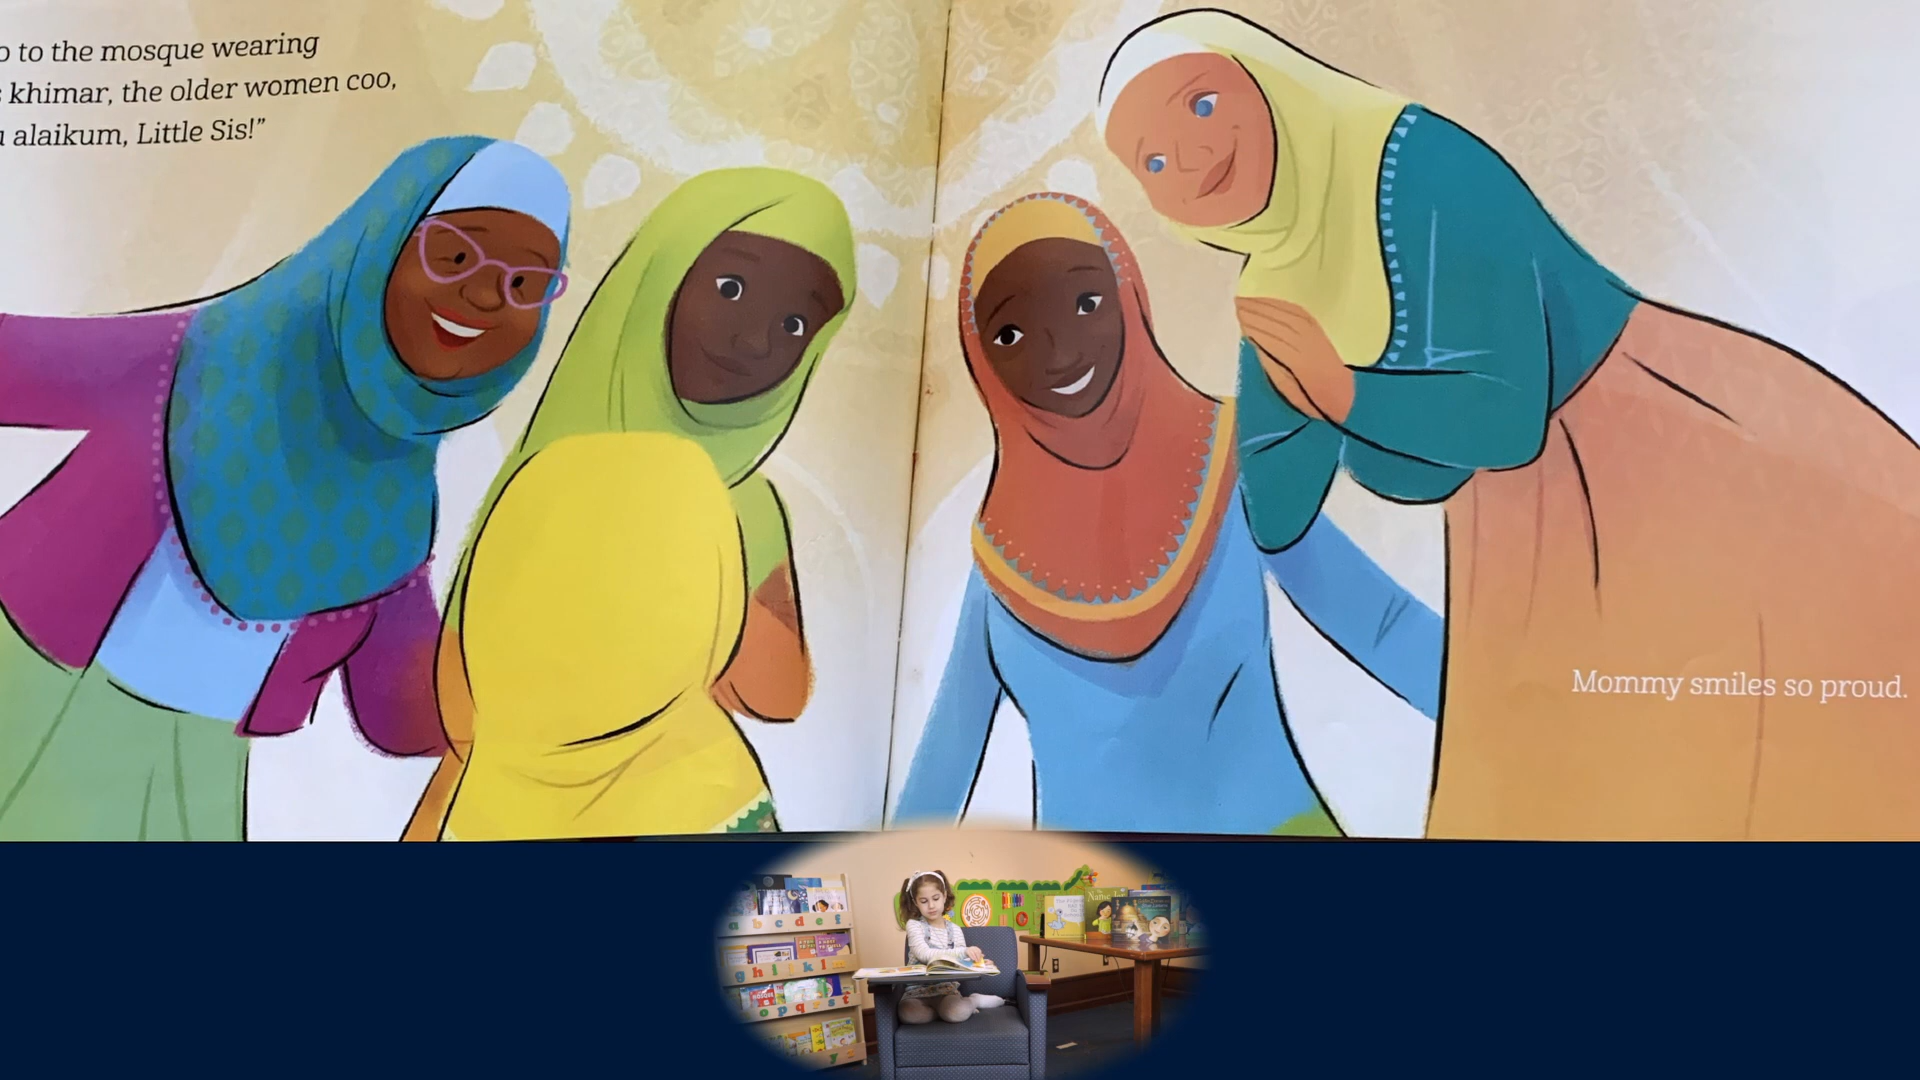 to the mosque wearing
khimar, the older women coo,
alaikum, Little Sis!”
Mommy smiles so proud.
a b c d e f
g h i j k l m
o p q r s t
y